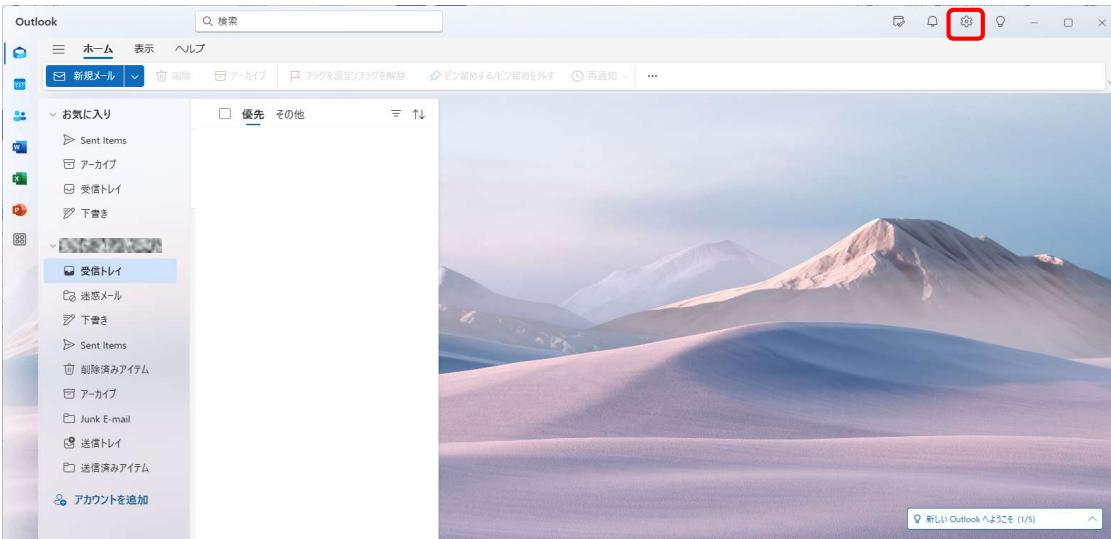 Outlook
検索
ホーム 表示 ヘルプ
新規メール 削除 アーカイブ フラグを設定/フラグを解除 ピン留めする/ピン留めを外す 再通知 …
お気に入り
Sent Items
アーカイブ
受信トレイ
下書き
受信トレイ
迷惑メール
下書き
Sent Items
削除済みアイテム
アーカイブ
Junk E-mail
送信トレイ
送信済みアイテム
アカウントを追加
優先 その他
新しい Outlook へようこそ (1/5)